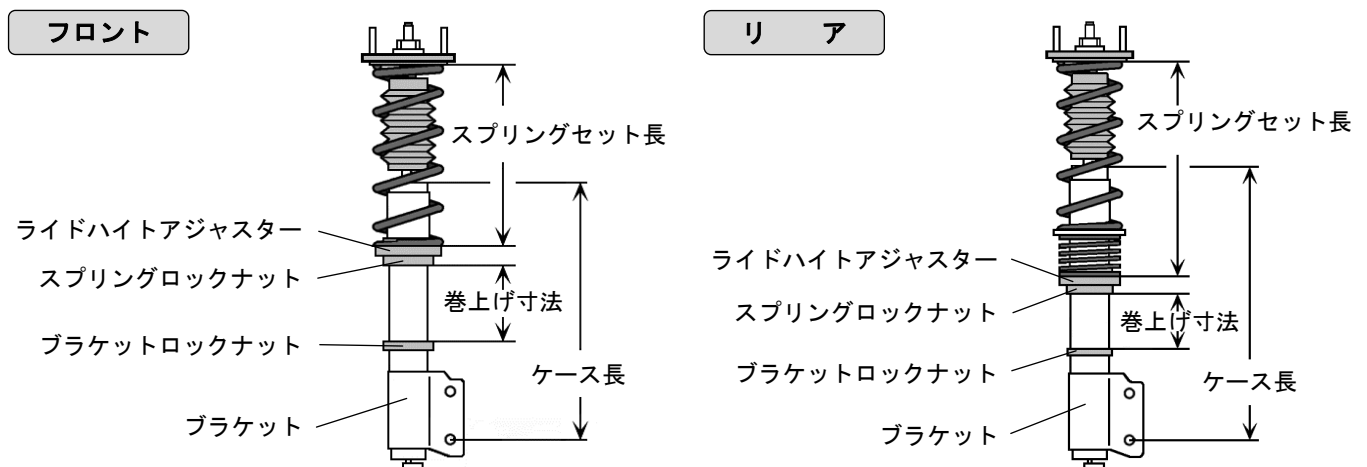 フロント
スプリングセット長
ライドハイトアジャスター
スプリングロックナット
巻上げ寸法
ブラケットロックナット
ケース長
ブラケット
リ　ア
スプリングセット長
ライドハイトアジャスター
スプリングロックナット
巻上げ寸法
ブラケットロックナット
ケース長
ブラケット